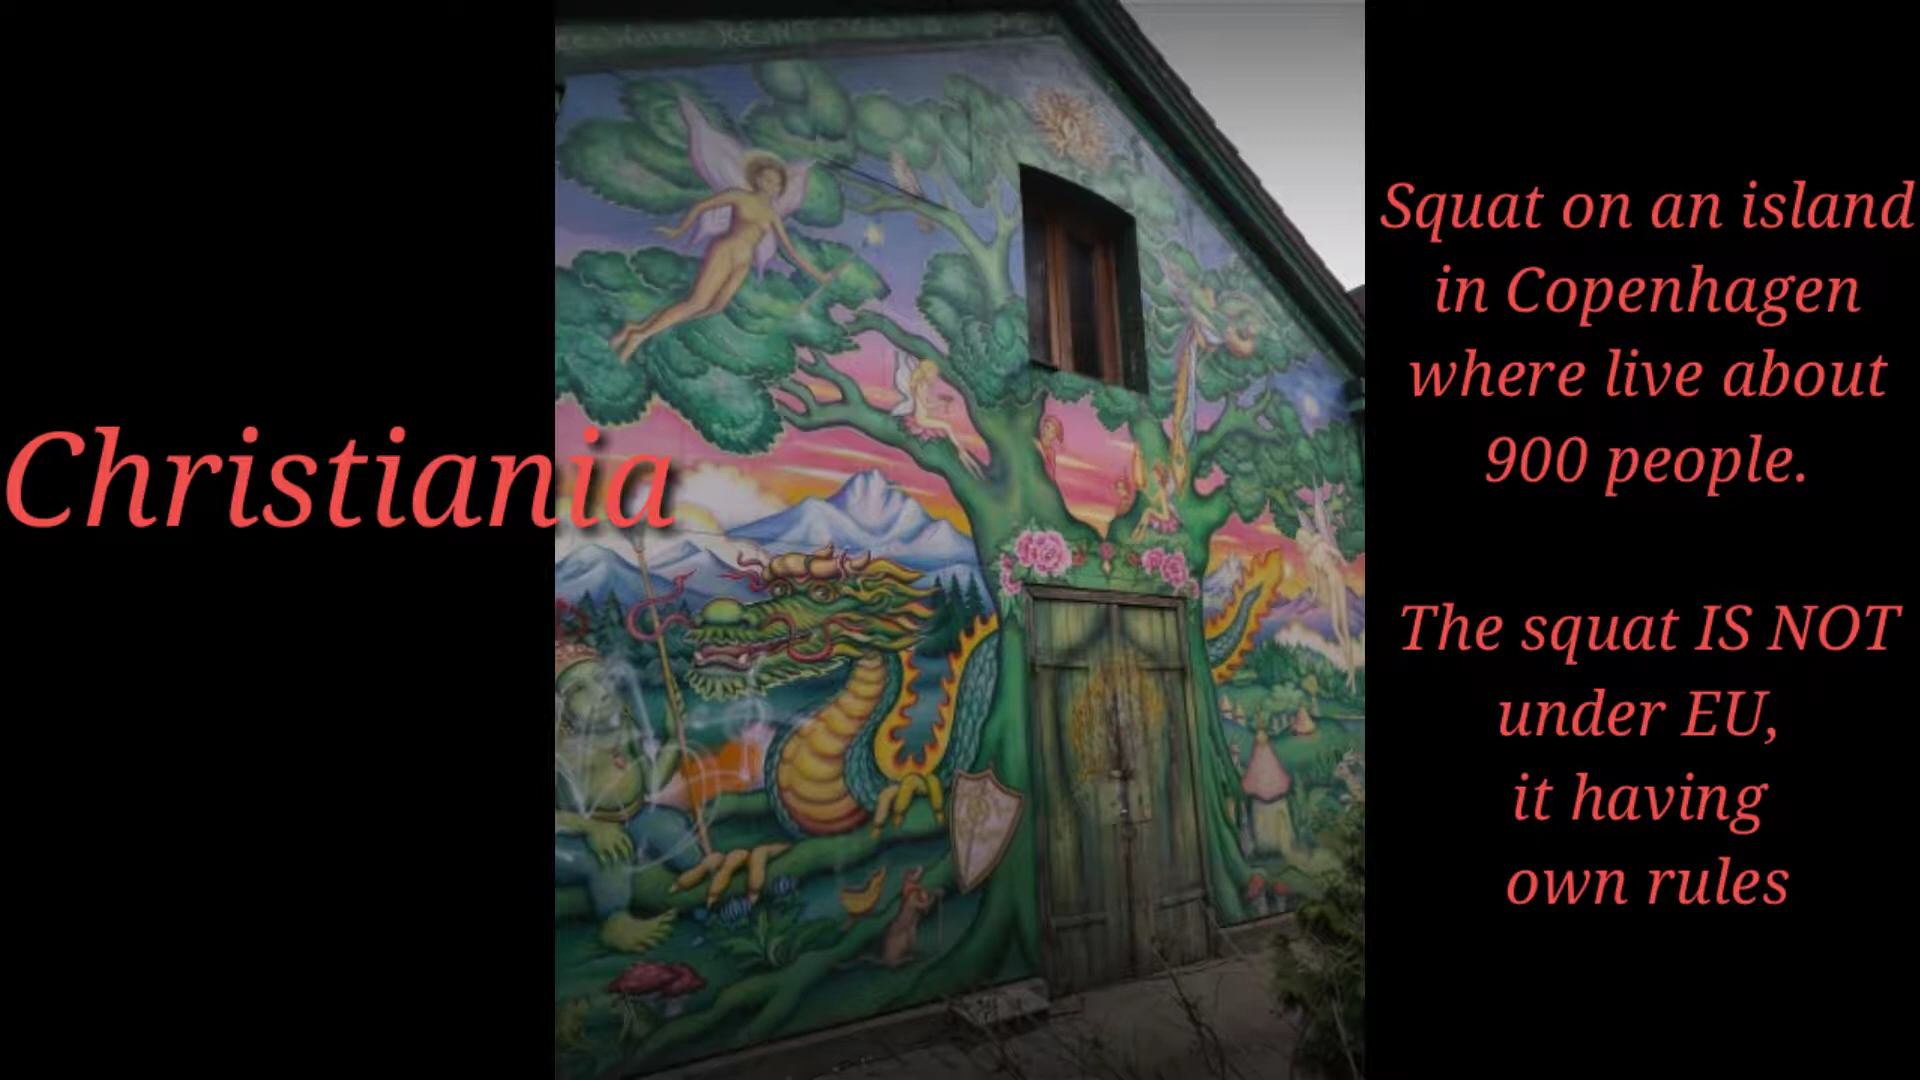 Christiania
Squat on an island
in Copenhagen
where live about
900 people.
The squat IS NOT
under EU,
it having
own rules